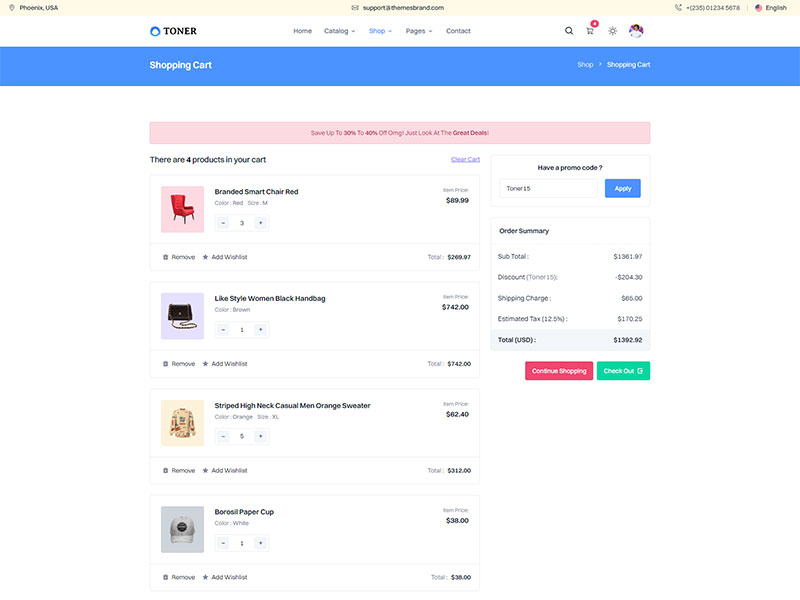 Phoenix, USA
support@themesbrand.com
+(235) 01234 5678
English
TONER
Home
Catalog
Shop
Pages
Contact
4
Shopping Cart
Shop
Shopping Cart
Save Up To 30% To 40% Off Omg! Just Look At The Great Deals!
There are 4 products in your cart
Clear Cart
Branded Smart Chair Red
Color : Red Size : M
- 3 +
Item Price:
$89.99
Remove
Add Wishlist
Total : $269.97
Like Style Women Black Handbag
Color : Brown
- 1 +
Item Price:
$742.00
Remove
Add Wishlist
Total : $742.00
Striped High Neck Casual Men Orange Sweater
Color : Orange Size : XL
- 5 +
Item Price:
$62.40
Remove
Add Wishlist
Total : $312.00
Borosil Paper Cup
Color : White
- 1 +
Item Price:
$38.00
Remove
Add Wishlist
Total : $38.00
Have a promo code ?
Toner15
Apply
Order Summary
Sub Total : $1361.97
Discount (Toner15): -$204.30
Shipping Charge : $65.00
Estimated Tax (12.5%) : $170.25
Total (USD) : $1392.92
Continue Shopping
Check Out